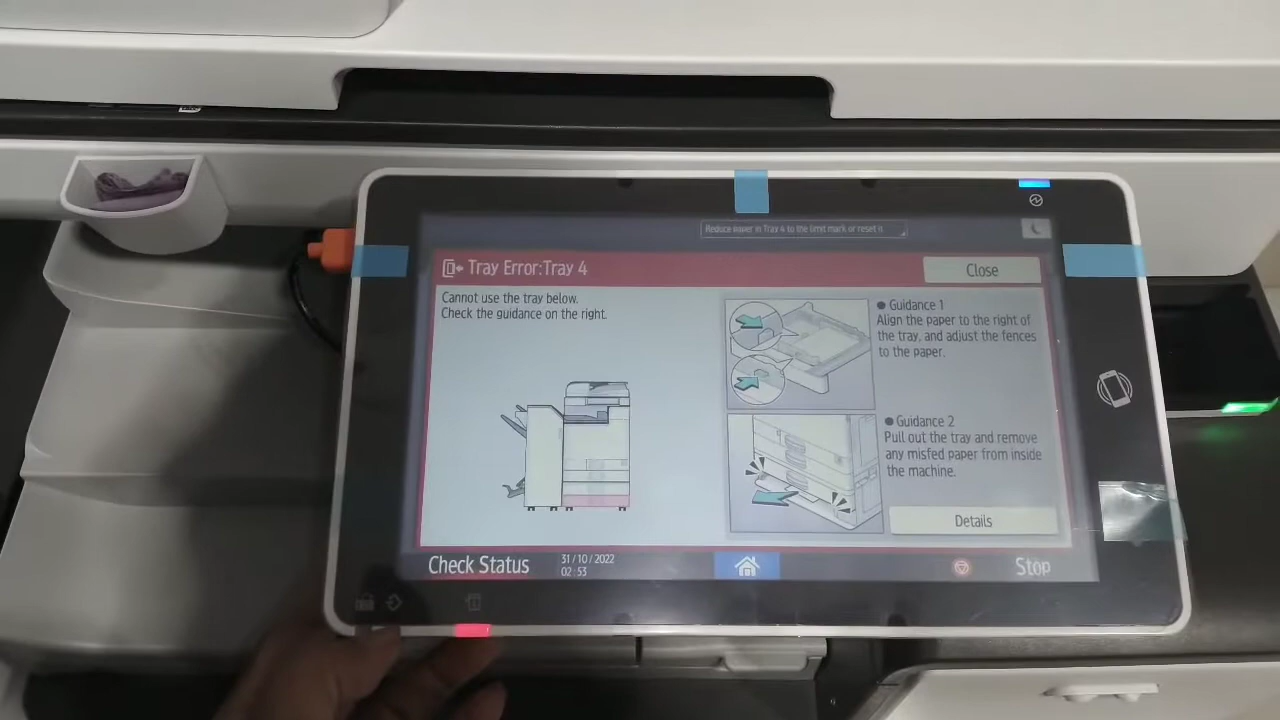 Reduce paper in Tray 4 to the limit mark or reset it
Tray Error:Tray 4
Close
Cannot use the tray below.
Check the guidance on the right.
● Guidance 1
Align the paper to the right of
the tray, and adjust the fences
to the paper.
● Guidance 2
Pull out the tray and remove
any misfed paper from inside
the machine.
Details
Check Status
31/10/2022
02:53
Stop